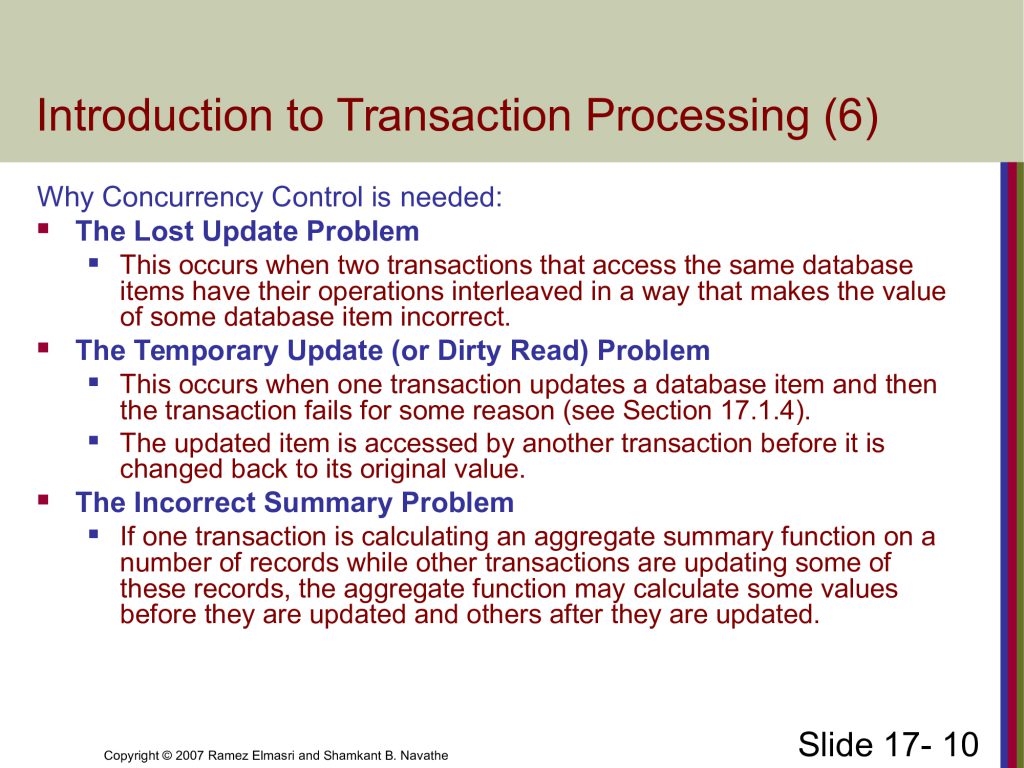 Introduction to Transaction Processing (6)
Why Concurrency Control is needed:
The Lost Update Problem
This occurs when two transactions that access the same database
items have their operations interleaved in a way that makes the value
of some database item incorrect.
The Temporary Update (or Dirty Read) Problem
This occurs when one transaction updates a database item and then
the transaction fails for some reason (see Section 17.1.4).
The updated item is accessed by another transaction before it is
changed back to its original value.
The Incorrect Summary Problem
If one transaction is calculating an aggregate summary function on a
number of records while other transactions are updating some of
these records, the aggregate function may calculate some values
before they are updated and others after they are updated.
Copyright © 2007 Ramez Elmasri and Shamkant B. Navathe
Slide 17- 10